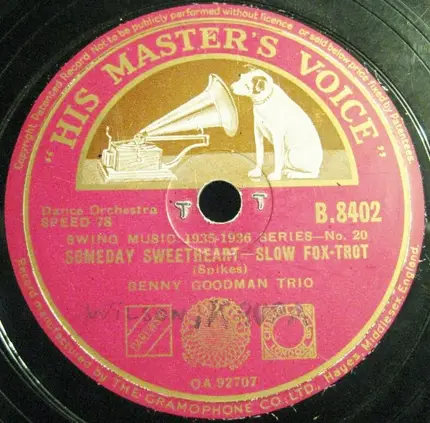 Copyright. Patented Record. Not to be publicly performed without licence or sold below price fixed by Patentees.
"HIS MASTER'S VOICE"
Dance Orchestra
SPEED 78
T T
B.8402
SWING MUSIC 1935-1936 SERIES—No. 20
SOMEDAY SWEETHEART—SLOW FOX-TROT
(Spikes)
BENNY GOODMAN TRIO
OA 92707
Record manufactured by THE GRAMOPHONE CO., LTD., Hayes, Middlesex, England.